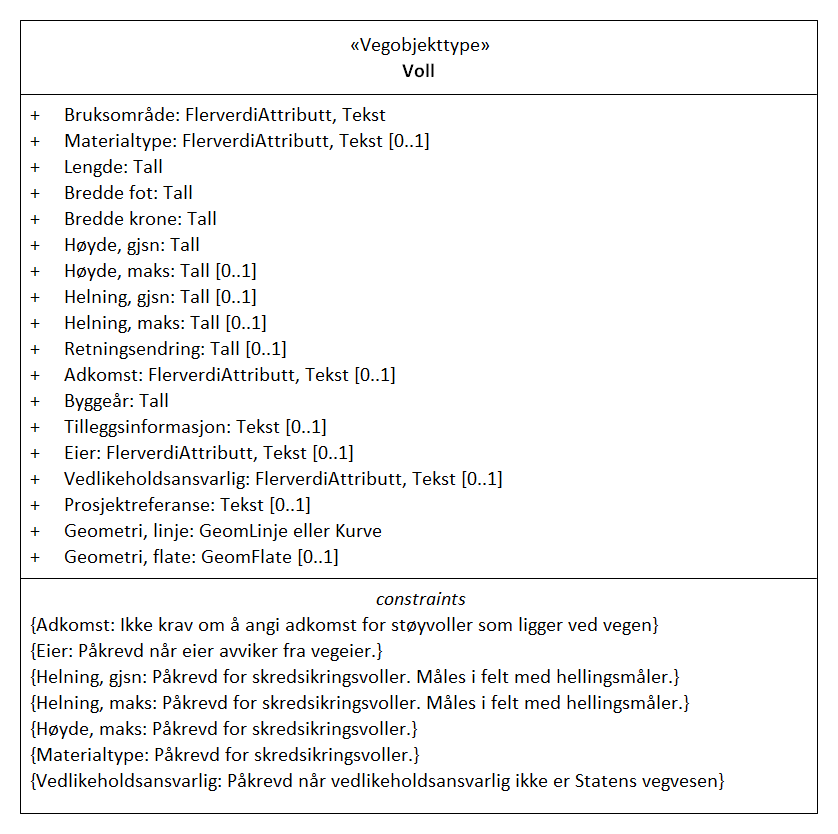 «Vegobjekttype»
Voll
+ Bruksområde: FlerverdiAttributt, Tekst
+ Materialtype: FlerverdiAttributt, Tekst [0..1]
+ Lengde: Tall
+ Bredde fot: Tall
+ Bredde krone: Tall
+ Høyde, gjsn: Tall
+ Høyde, maks: Tall [0..1]
+ Helning, gjsn: Tall [0..1]
+ Helning, maks: Tall [0..1]
+ Retningsendring: Tall [0..1]
+ Adkomst: FlerverdiAttributt, Tekst [0..1]
+ Byggeår: Tall
+ Tilleggsinformasjon: Tekst [0..1]
+ Eier: FlerverdiAttributt, Tekst [0..1]
+ Vedlikeholdsansvarlig: FlerverdiAttributt, Tekst [0..1]
+ Prosjektreferanse: Tekst [0..1]
+ Geometri, linje: GeomLinje eller Kurve
+ Geometri, flate: GeomFlate [0..1]
constraints
{Adkomst: Ikke krav om å angi adkomst for støyvoller som ligger ved vegen}
{Eier: Påkrevd når eier avviker fra vegeier.}
{Helning, gjsn: Påkrevd for skredsikringsvoller. Måles i felt med hellingsmåler.}
{Helning, maks: Påkrevd for skredsikringsvoller. Måles i felt med hellingsmåler.}
{Høyde, maks: Påkrevd for skredsikringsvoller.}
{Materialtype: Påkrevd for skredsikringsvoller.}
{Vedlikeholdsansvarlig: Påkrevd når vedlikeholdsansvarlig ikke er Statens vegvesen}